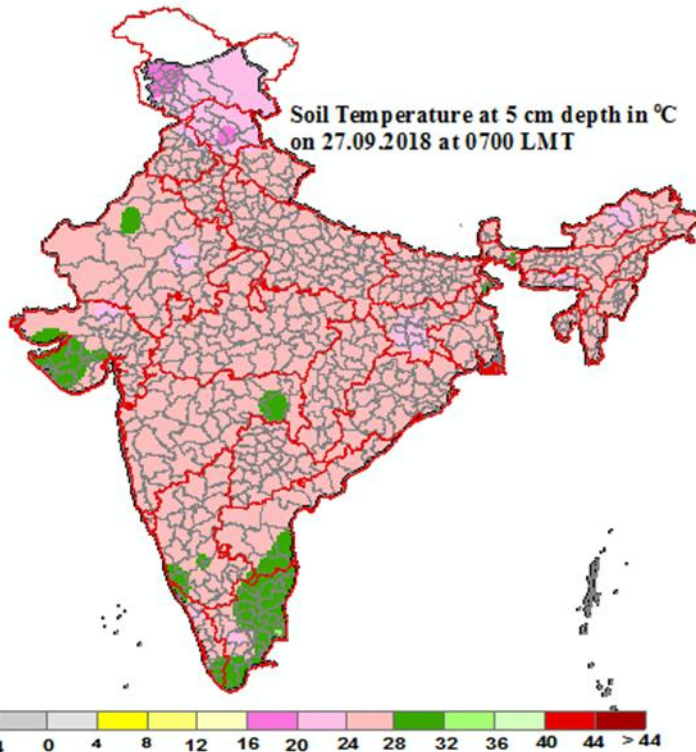 Soil Temperature at 5 cm depth in ⁰C
on 27.09.2018 at 0700 LMT
0 4 8 12 16 20 24 28 32 36 40 44 > 44